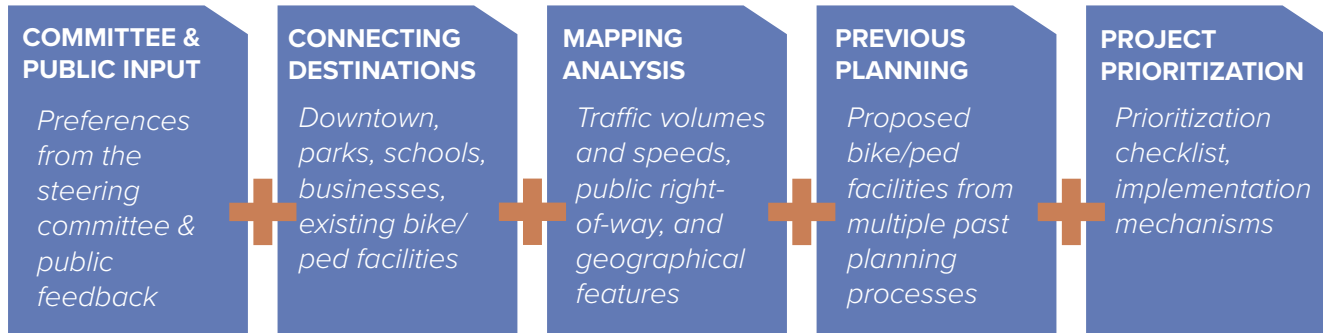 COMMITTEE &
PUBLIC INPUT
Preferences
from the
steering
committee &
public
feedback
CONNECTING
DESTINATIONS
Downtown,
parks, schools,
businesses,
existing bike/
ped facilities
MAPPING
ANALYSIS
Traffic volumes
and speeds,
public right-
of-way, and
geographical
features
PREVIOUS
PLANNING
Proposed
bike/ped
facilities from
multiple past
planning
processes
PROJECT
PRIORITIZATION
Prioritization
checklist,
implementation
mechanisms